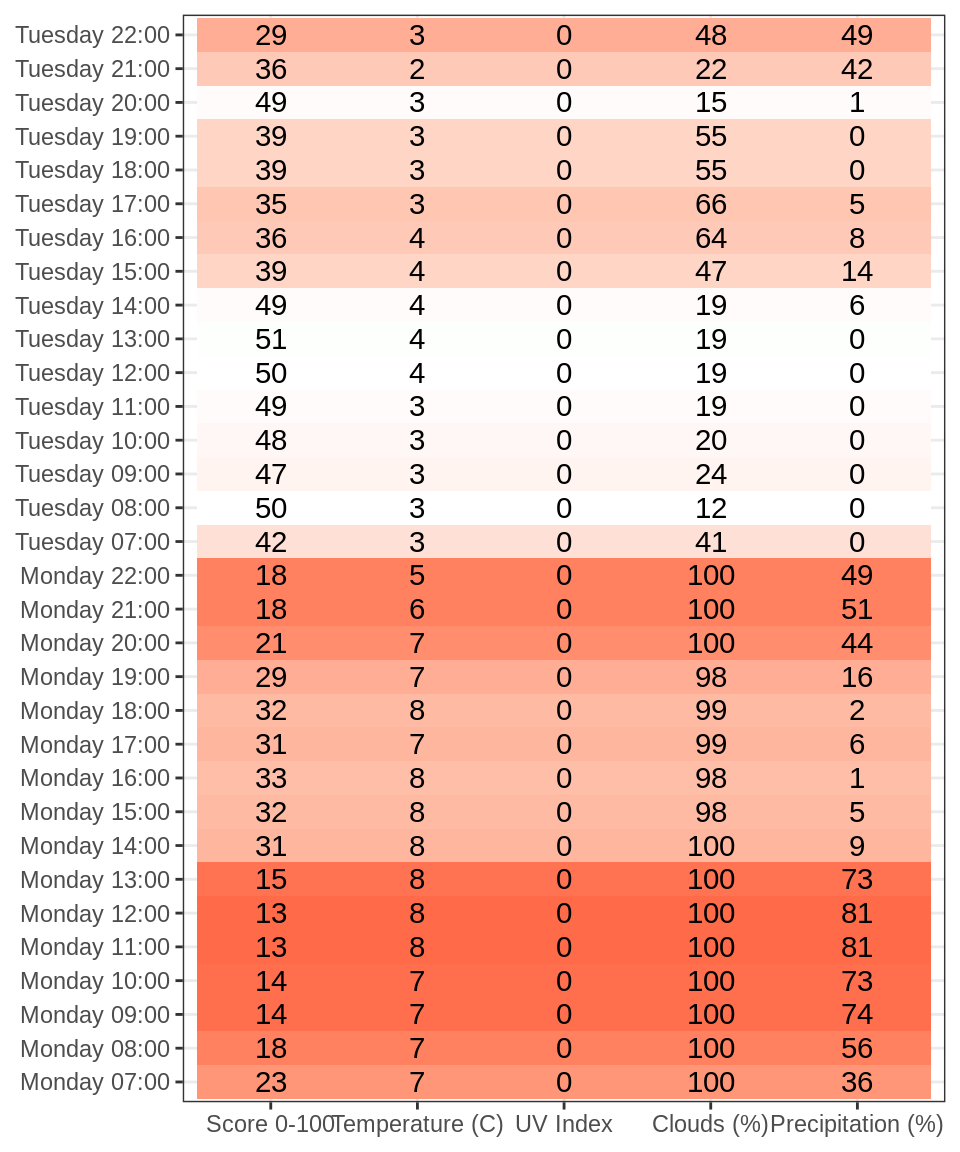 Tuesday 22:00 29 3 0 48 49
Tuesday 21:00 36 2 0 22 42
Tuesday 20:00 49 3 0 15 1
Tuesday 19:00 39 3 0 55 0
Tuesday 18:00 39 3 0 55 0
Tuesday 17:00 35 3 0 66 5
Tuesday 16:00 36 4 0 64 8
Tuesday 15:00 39 4 0 47 14
Tuesday 14:00 49 4 0 19 6
Tuesday 13:00 51 4 0 19 0
Tuesday 12:00 50 4 0 19 0
Tuesday 11:00 49 3 0 19 0
Tuesday 10:00 48 3 0 20 0
Tuesday 09:00 47 3 0 24 0
Tuesday 08:00 50 3 0 12 0
Tuesday 07:00 42 3 0 41 0
Monday 22:00 18 5 0 100 49
Monday 21:00 18 6 0 100 51
Monday 20:00 21 7 0 100 44
Monday 19:00 29 7 0 98 16
Monday 18:00 32 8 0 99 2
Monday 17:00 31 7 0 99 6
Monday 16:00 33 8 0 98 1
Monday 15:00 32 8 0 98 5
Monday 14:00 31 8 0 100 9
Monday 13:00 15 8 0 100 73
Monday 12:00 13 8 0 100 81
Monday 11:00 13 8 0 100 81
Monday 10:00 14 7 0 100 73
Monday 09:00 14 7 0 100 74
Monday 08:00 18 7 0 100 56
Monday 07:00 23 7 0 100 36
Score 0-100 Temperature (C) UV Index Clouds (%) Precipitation (%)